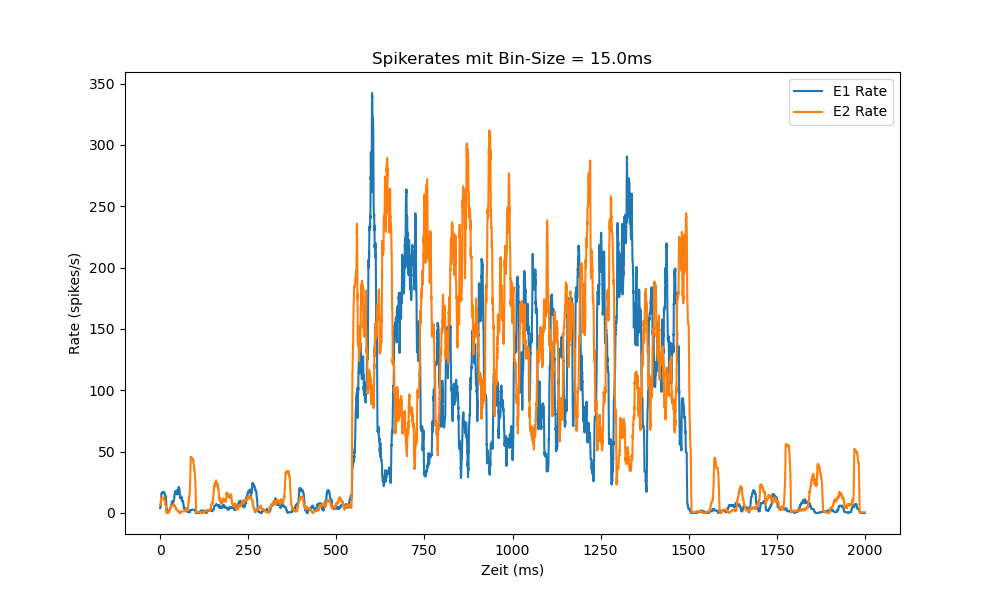 Spikerates mit Bin-Size = 15.0ms
E1 Rate
E2 Rate
Rate (spikes/s)
350
300
250
200
150
100
50
0
0 250 500 750 1000 1250 1500 1750 2000
Zeit (ms)